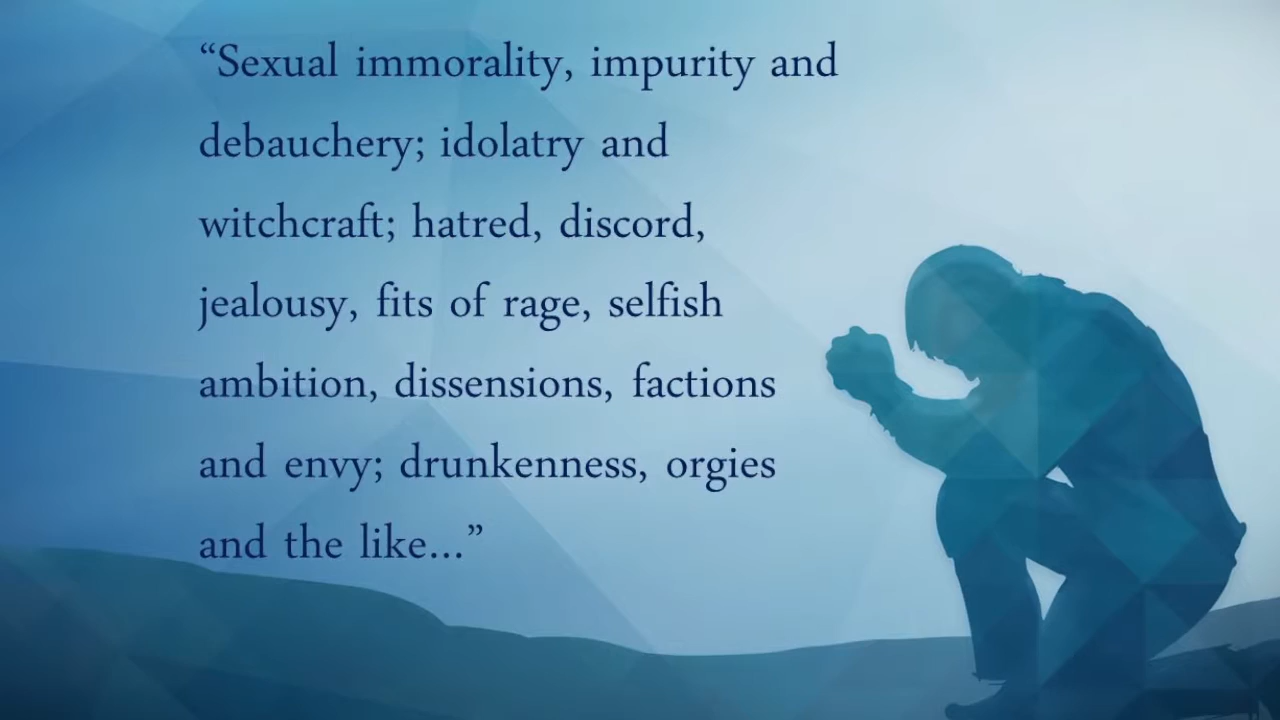 “Sexual immorality, impurity and
debauchery; idolatry and
witchcraft; hatred, discord,
jealousy, fits of rage, selfish
ambition, dissensions, factions
and envy; drunkenness, orgies
and the like...”